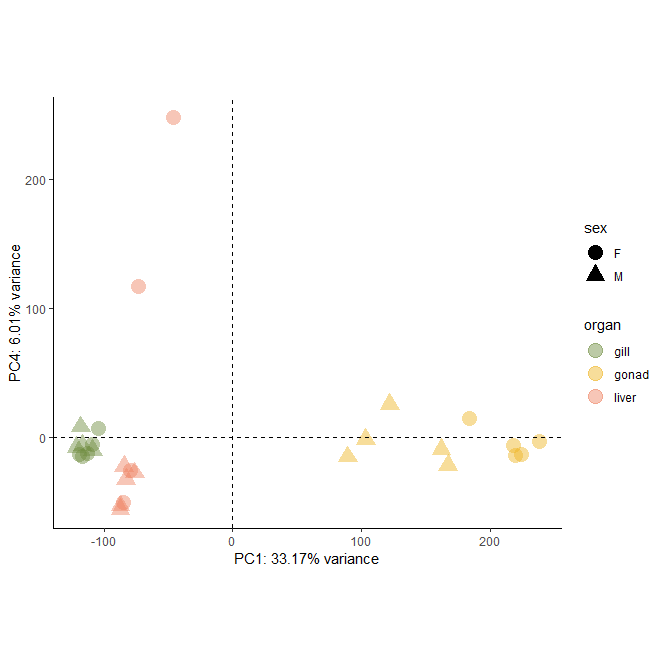 200
100
0
-100
0
100
200
PC4: 6.01% variance
PC1: 33.17% variance
sex
F
M
organ
gill
gonad
liver